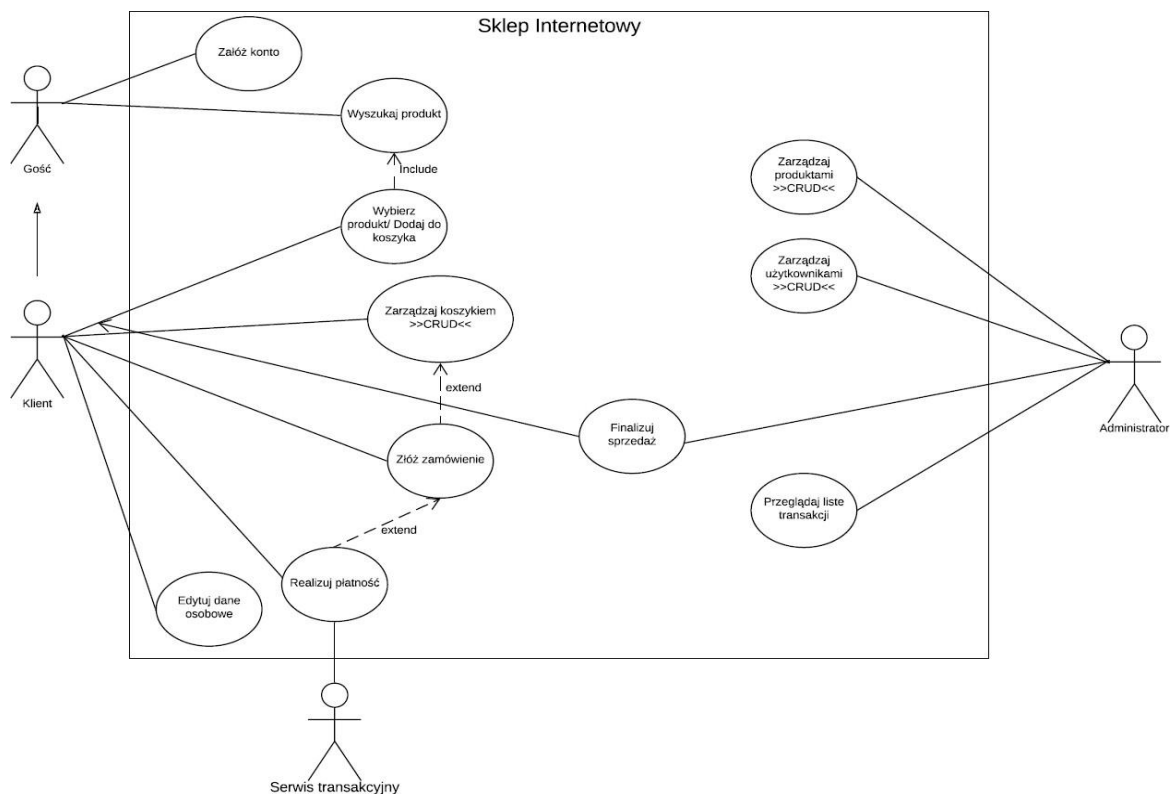 Sklep Internetowy
Załóż konto
Wyszukaj produkt
Gość
Include
Zarządzaj
produktami
>>CRUD<<
Wybierz
produkt/ Dodaj do
koszyka
Zarządzaj
użytkownikami
>>CRUD<<
Zarządzaj koszykiem
>>CRUD<<
Klient
extend
Finalizuj
sprzedaż
Administrator
Złóż zamówienie
Przeglądaj liste
transakcji
extend
Realizuj płatność
Edytuj dane
osobowe
Serwis transakcyjny